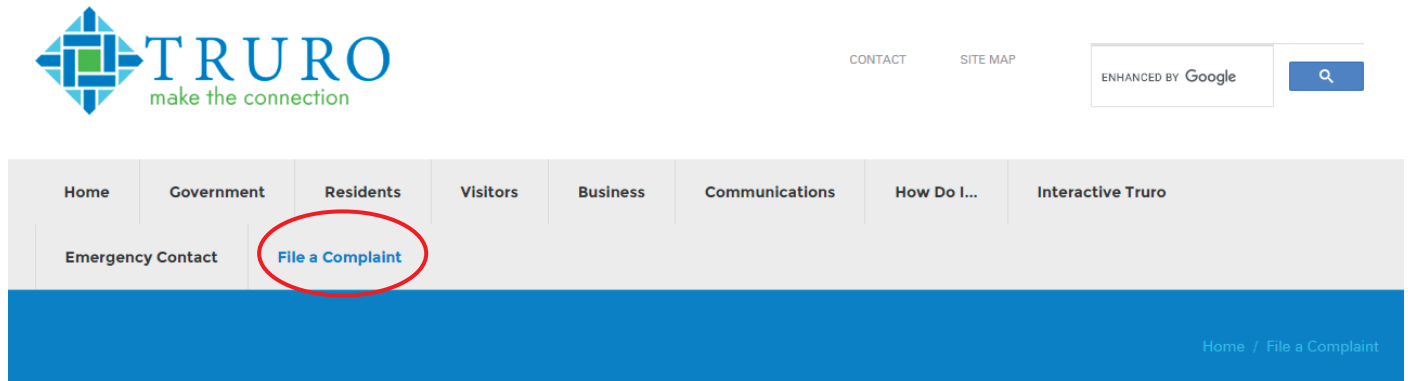 TRURO
make the connection
CONTACT SITE MAP
ENHANCED BY Google
Home Government Residents Visitors Business Communications How Do I... Interactive Truro
Emergency Contact File a Complaint
Home / File a Complaint